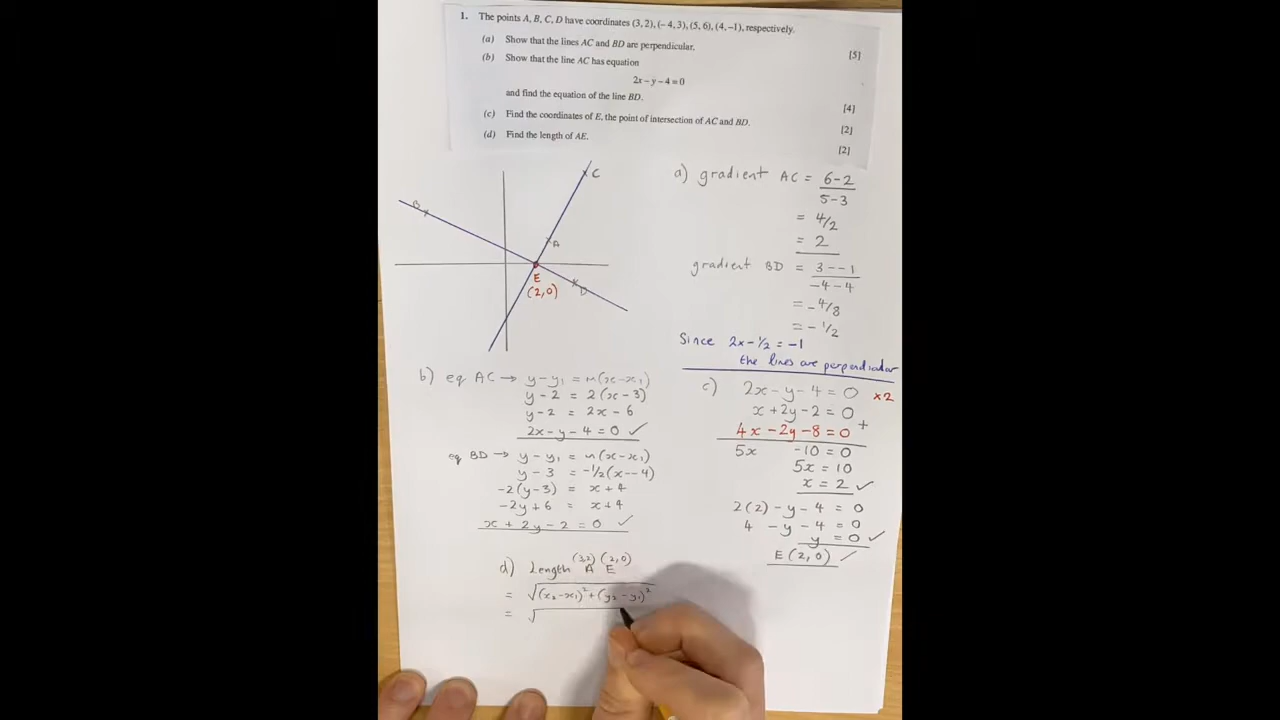 1. The points A, B, C, D have coordinates (3, 2), (–4, 3), (5, 6), (4, –1), respectively.
(a) Show that the lines AC and BD are perpendicular. [5]
(b) Show that the line AC has equation
2x – y – 4 = 0
and find the equation of the line BD. [4]
(c) Find the coordinates of E, the point of intersection of AC and BD. [2]
(d) Find the length of AE. [2]
C
B
A
E
D
(2,0)
a) gradient AC = 6-2/5-3
= 4/2
= 2
gradient BD = 3--1/-4-4
= -4/8
= -1/2
Since 2x-1/2 = -1
the lines are perpendicular
b) eq AC → y-y₁ = m(x-x₁)
y-2 = 2(x-3)
y-2 = 2x-6
2x-y-4=0 ✓
eq BD → y-y₁ = m(x-x₁)
y-3 = -1/2(x--4)
-2(y-3) = x+4
-2y+6 = x+4
x+2y-2=0 ✓
c) 2x-y-4=0 ×2
x+2y-2=0
4x-2y-8=0 +
5x -10=0
5x=10
x=2 ✓
2(2)-y-4=0
4 -y-4=0
y=0 ✓
E(2,0) ✓
(3,2) (2,0)
d) Length A E
= √(x₂-x₁)²+(y₂-y₁)²
= √